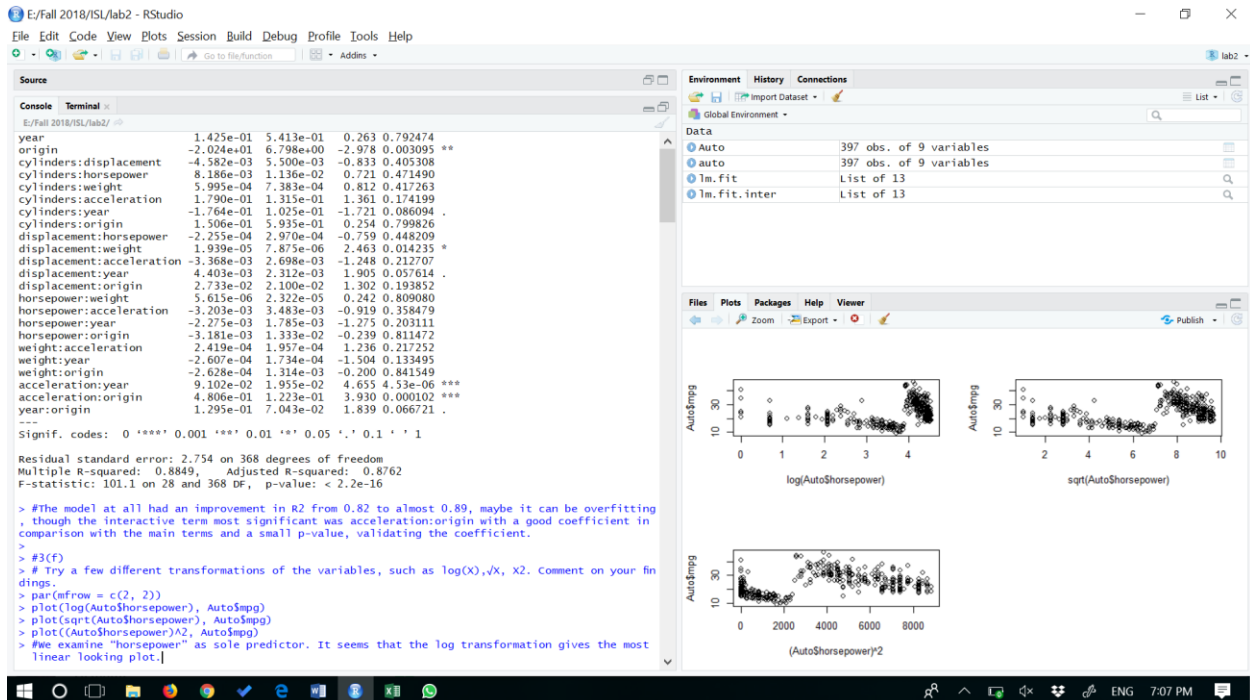 E:/Fall 2018/ISL/lab2 - RStudio
File Edit Code View Plots Session Build Debug Profile Tools Help
Go to file/function
Addins
lab2
Source
Console Terminal
E:/Fall 2018/ISL/lab2/
year 1.425e-01 5.413e-01 0.263 0.792474
origin -2.024e+01 6.798e+00 -2.978 0.003095 **
cylinders:displacement -4.582e-03 5.500e-03 -0.833 0.405308
cylinders:horsepower 8.186e-03 1.136e-02 0.721 0.471490
cylinders:weight 5.995e-04 7.383e-04 0.812 0.417263
cylinders:acceleration 1.790e-01 1.315e-01 1.361 0.174199
cylinders:year -1.764e-01 1.025e-01 -1.721 0.086094 .
cylinders:origin 1.506e-01 5.935e-01 0.254 0.799826
displacement:horsepower -2.255e-04 2.970e-04 -0.759 0.448209
displacement:weight 1.939e-05 7.875e-06 2.463 0.014235 *
displacement:acceleration -3.368e-03 2.698e-03 -1.248 0.212707
displacement:year 4.403e-03 2.312e-03 1.905 0.057614 .
displacement:origin 2.733e-02 2.100e-02 1.302 0.193852
horsepower:weight 5.615e-06 2.322e-05 0.242 0.809080
horsepower:acceleration -3.203e-03 3.483e-03 -0.919 0.358479
horsepower:year -2.275e-03 1.785e-03 -1.275 0.203111
horsepower:origin -3.181e-03 1.333e-02 -0.239 0.811472
weight:acceleration 2.419e-04 1.957e-04 1.236 0.217252
weight:year -2.607e-04 1.734e-04 -1.504 0.133495
weight:origin -2.628e-04 1.314e-03 -0.200 0.841549
acceleration:year 9.102e-02 1.955e-02 4.655 4.53e-06 ***
acceleration:origin 4.806e-01 1.223e-01 3.930 0.000102 ***
year:origin 1.295e-01 7.043e-02 1.839 0.066721 .
---
Signif. codes: 0 ‘***’ 0.001 ‘**’ 0.01 ‘*’ 0.05 ‘.’ 0.1 ‘ ’ 1
Residual standard error: 2.754 on 368 degrees of freedom
Multiple R-squared: 0.8849, Adjusted R-squared: 0.8762
F-statistic: 101.1 on 28 and 368 DF, p-value: < 2.2e-16
> #The model at all had an improvement in R2 from 0.82 to almost 0.89, maybe it can be overfitting
, though the interactive term most significant was acceleration:origin with a good coefficient in
comparison with the main terms and a small p-value, validating the coefficient.
>
> #3(f)
> # Try a few different transformations of the variables, such as log(X),√X, X2. Comment on your fin
dings.
> par(mfrow = c(2, 2))
> plot(log(Auto$horsepower), Auto$mpg)
> plot(sqrt(Auto$horsepower), Auto$mpg)
> plot((Auto$horsepower)^2, Auto$mpg)
> #We examine "horsepower" as sole predictor. It seems that the log transformation gives the most
linear looking plot.
Environment History Connections
Import Dataset List
Global Environment
Data
Auto 397 obs. of 9 variables
auto 397 obs. of 9 variables
lm.fit List of 13
lm.fit.inter List of 13
Files Plots Packages Help Viewer
Zoom Export Publish
Auto$mpg
10 30
0 1 2 3 4
log(Auto$horsepower)
Auto$mpg
10 30
2 4 6 8 10
sqrt(Auto$horsepower)
Auto$mpg
10 30
0 2000 4000 6000 8000
(Auto$horsepower)^2
ENG 7:07 PM